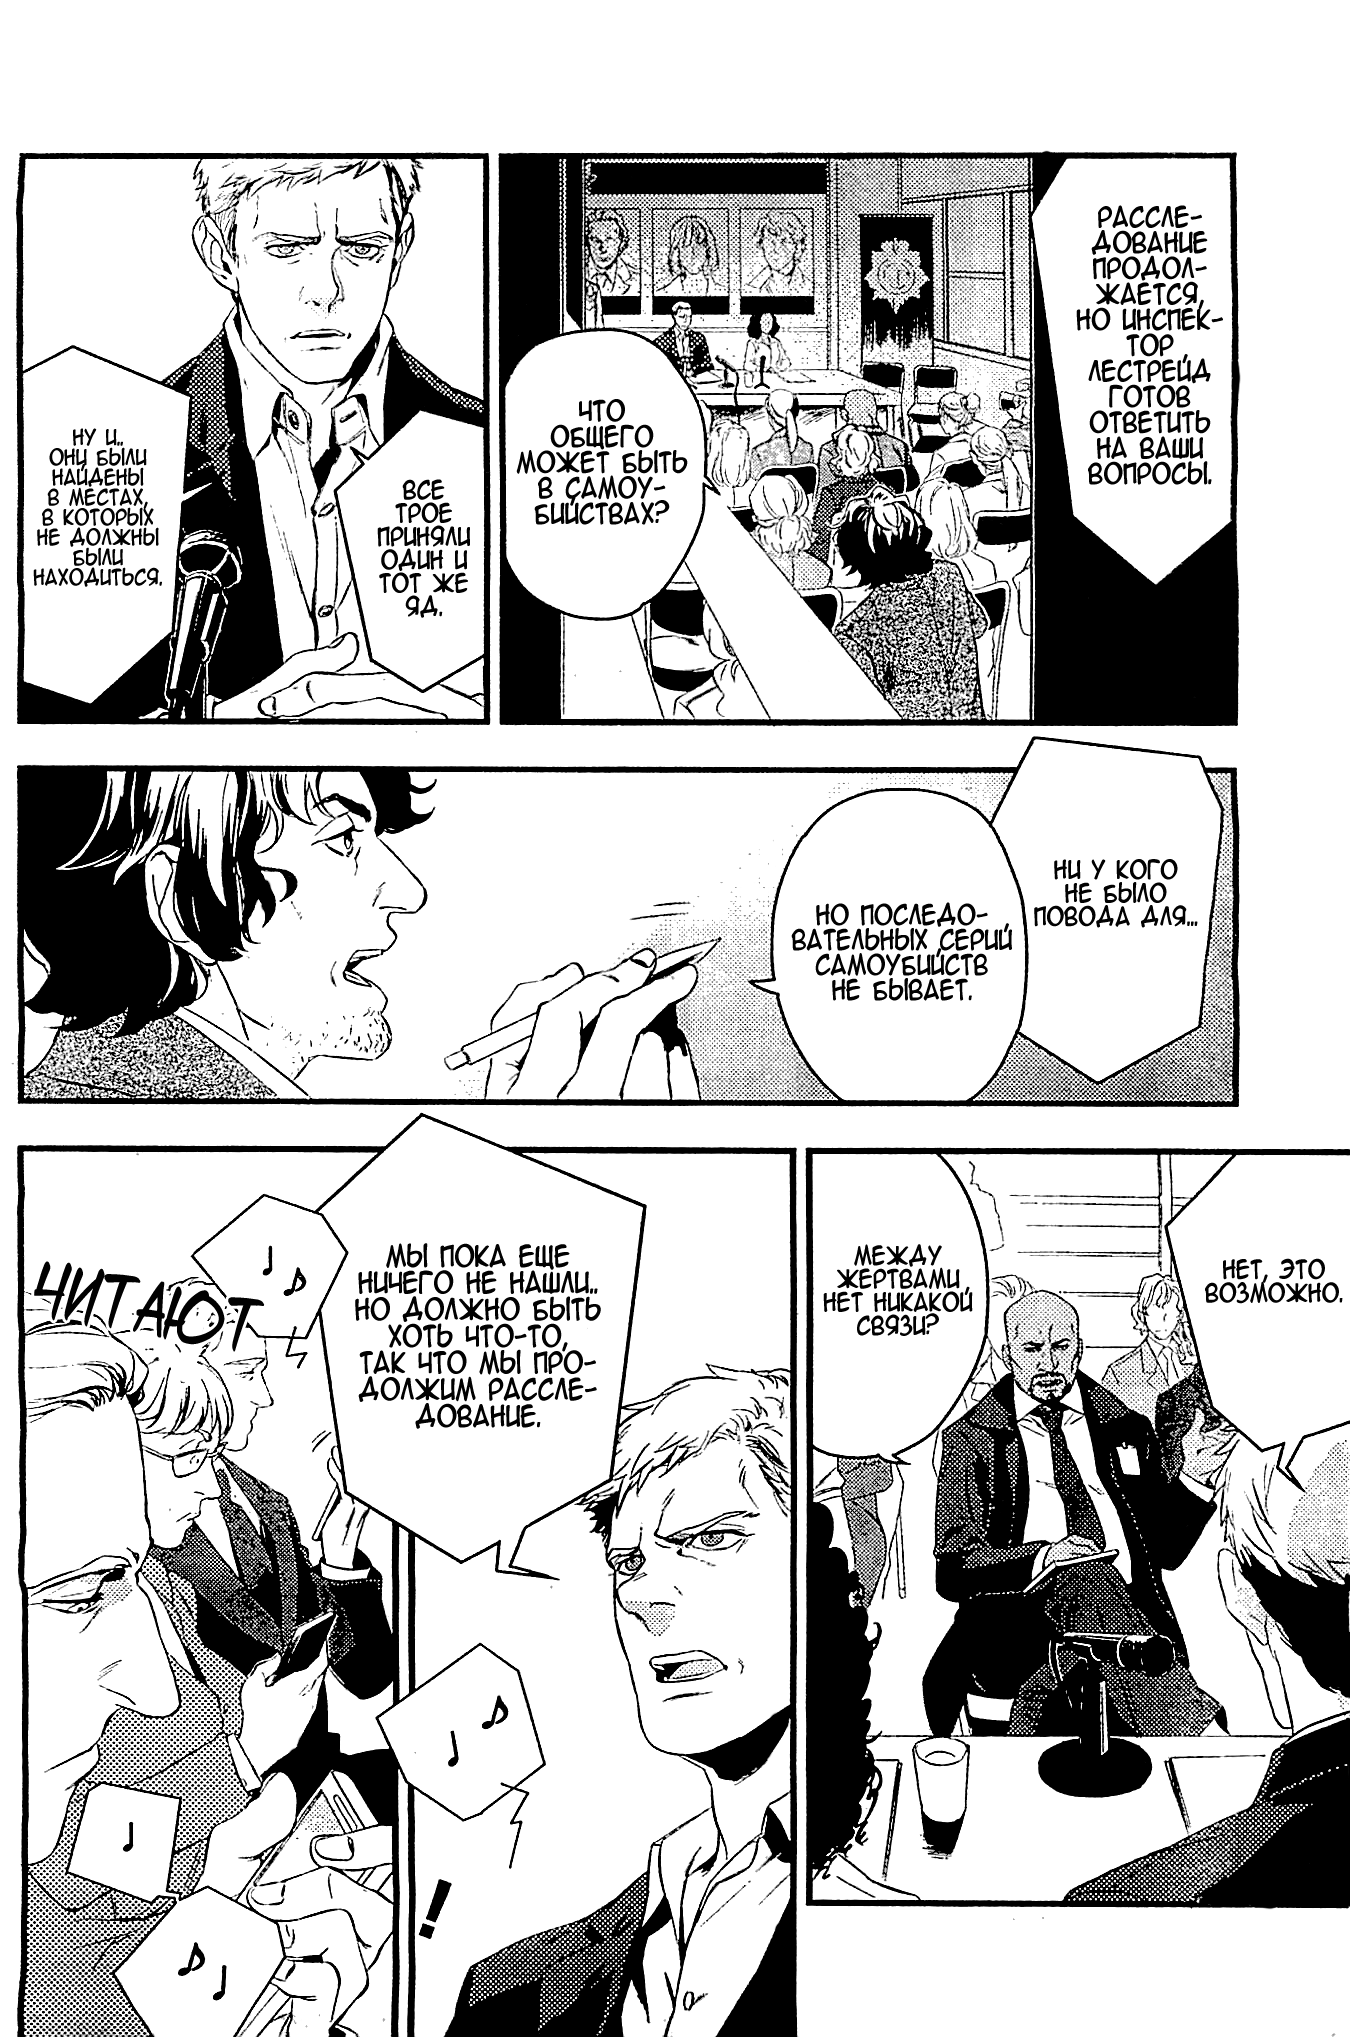 РАССЛЕ-
ДОВАНИЕ
ПРОДОЛ-
ЖАЕТСЯ,
НО ИНСПЕК-
ТОР
ЛЕСТРЕЙД
ГОТОВ
ОТВЕТИТЬ
НА ВАШИ
ВОПРОСЫ.
ЧТО
ОБЩЕГО
МОЖЕТ БЫТЬ
В САМОУ-
БИЙСТВАХ?
ВСЕ
ТРОЕ
ПРИНЯЛИ
ОДИН И
ТОТ ЖЕ
ЯД.
НУ И..
ОНИ БЫЛИ
НАЙДЕНЫ
В МЕСТАХ,
В КОТОРЫХ
НЕ ДОЛЖНЫ
БЫЛИ
НАХОДИТЬСЯ.
НИ У КОГО
НЕ БЫЛО
ПОВОДА ДЛЯ...
НО ПОСЛЕДО-
ВАТЕЛЬНЫХ СЕРИЙ
САМОУБИЙСТВ
НЕ БЫВАЕТ.
НЕТ, ЭТО
ВОЗМОЖНО.
МЕЖДУ
ЖЕРТВАМИ
НЕТ НИКАКОЙ
СВЯЗИ?
МЫ ПОКА ЕЩЕ
НИЧЕГО НЕ НАШЛИ..
НО ДОЛЖНО БЫТЬ
ХОТЬ ЧТО-ТО,
ТАК ЧТО МЫ ПРО-
ДОЛЖИМ РАССЛЕ-
ДОВАНИЕ.
ЧИТАЮТ
!